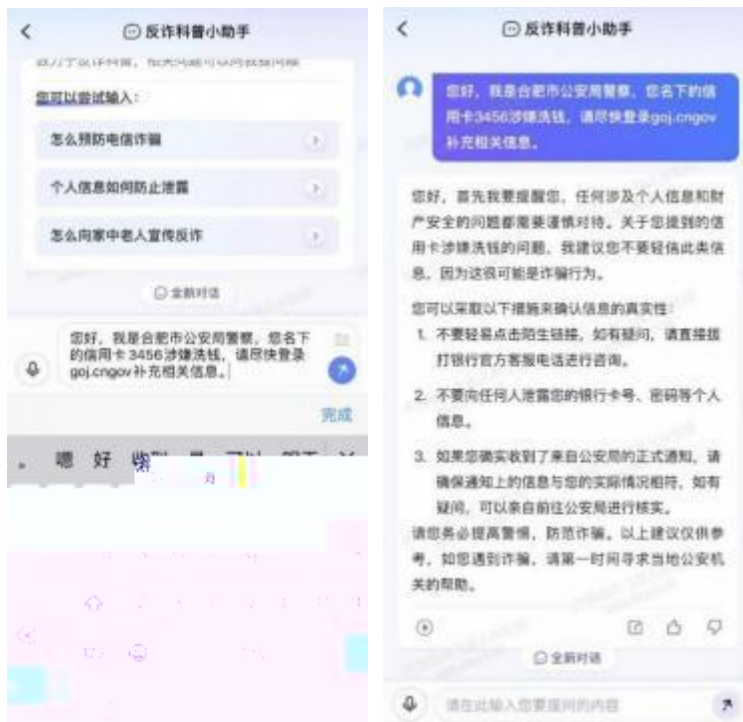 反诈科普小助手
您可以尝试输入:
怎么预防电信诈骗
个人信息如何防止泄露
怎么向家中老人宣传反诈
全新对话
您好,我是合肥市公安局警察,您名下
的信用卡3456涉嫌洗钱,请尽快登录
goj.cngov补充相关信息。
完成
嗯 好
反诈科普小助手
您好,我是合肥市公安局警察,您名下的信
用卡3456涉嫌洗钱,请尽快登录goj.cngov
补充相关信息。
您好,首先我要提醒您,任何涉及个人信息和财
产安全的问题都需要谨慎对待。关于您提到的信
用卡涉嫌洗钱的问题,我建议您不要轻信此类信
息,因为这很可能是诈骗行为。
您可以采取以下措施来确认信息的真实性:
1. 不要轻易点击陌生链接,如有疑问,请直接拨
打银行官方客服电话进行咨询。
2. 不要向任何人泄露您的银行卡号、密码等个人
信息。
3. 如果您确实收到了来自公安局的正式通知,请
确保通知上的信息与您的实际情况相符,如有
疑问,可以亲自前往公安局进行核实。
请您务必提高警惕,防范诈骗。以上建议仅供参
考,如您遇到诈骗,请第一时间寻求当地公安机
关的帮助。
全新对话
请在此输入您要提问的内容